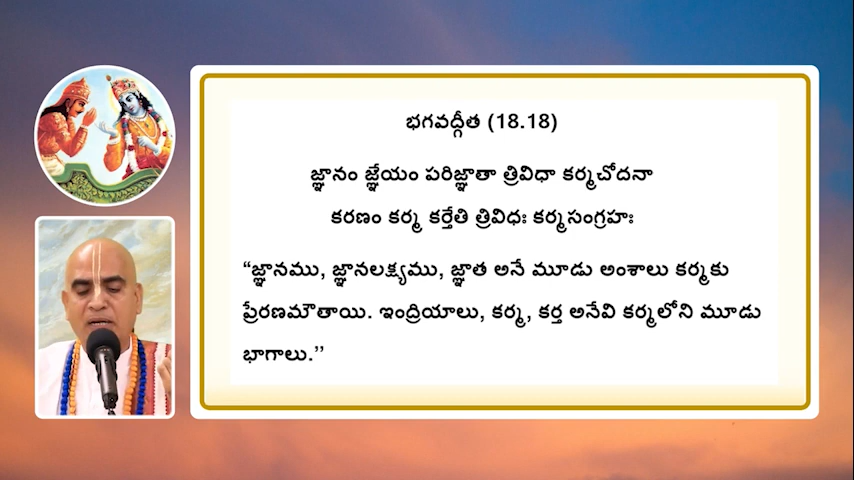 భగవద్గీత (18.18)
జ్ఞానం జ్ఞేయం పరిజ్ఞాతా త్రివిధా కర్మచోదనా
కరణం కర్మ కర్తేతి త్రివిధః కర్మసంగ్రహః
“జ్ఞానము, జ్ఞానలక్ష్యము, జ్ఞాత అనే మూడు అంశాలు కర్మకు
ప్రేరణమౌతాయి. ఇంద్రియాలు, కర్మ, కర్త అనేవి కర్మలోని మూడు
భాగాలు.’’